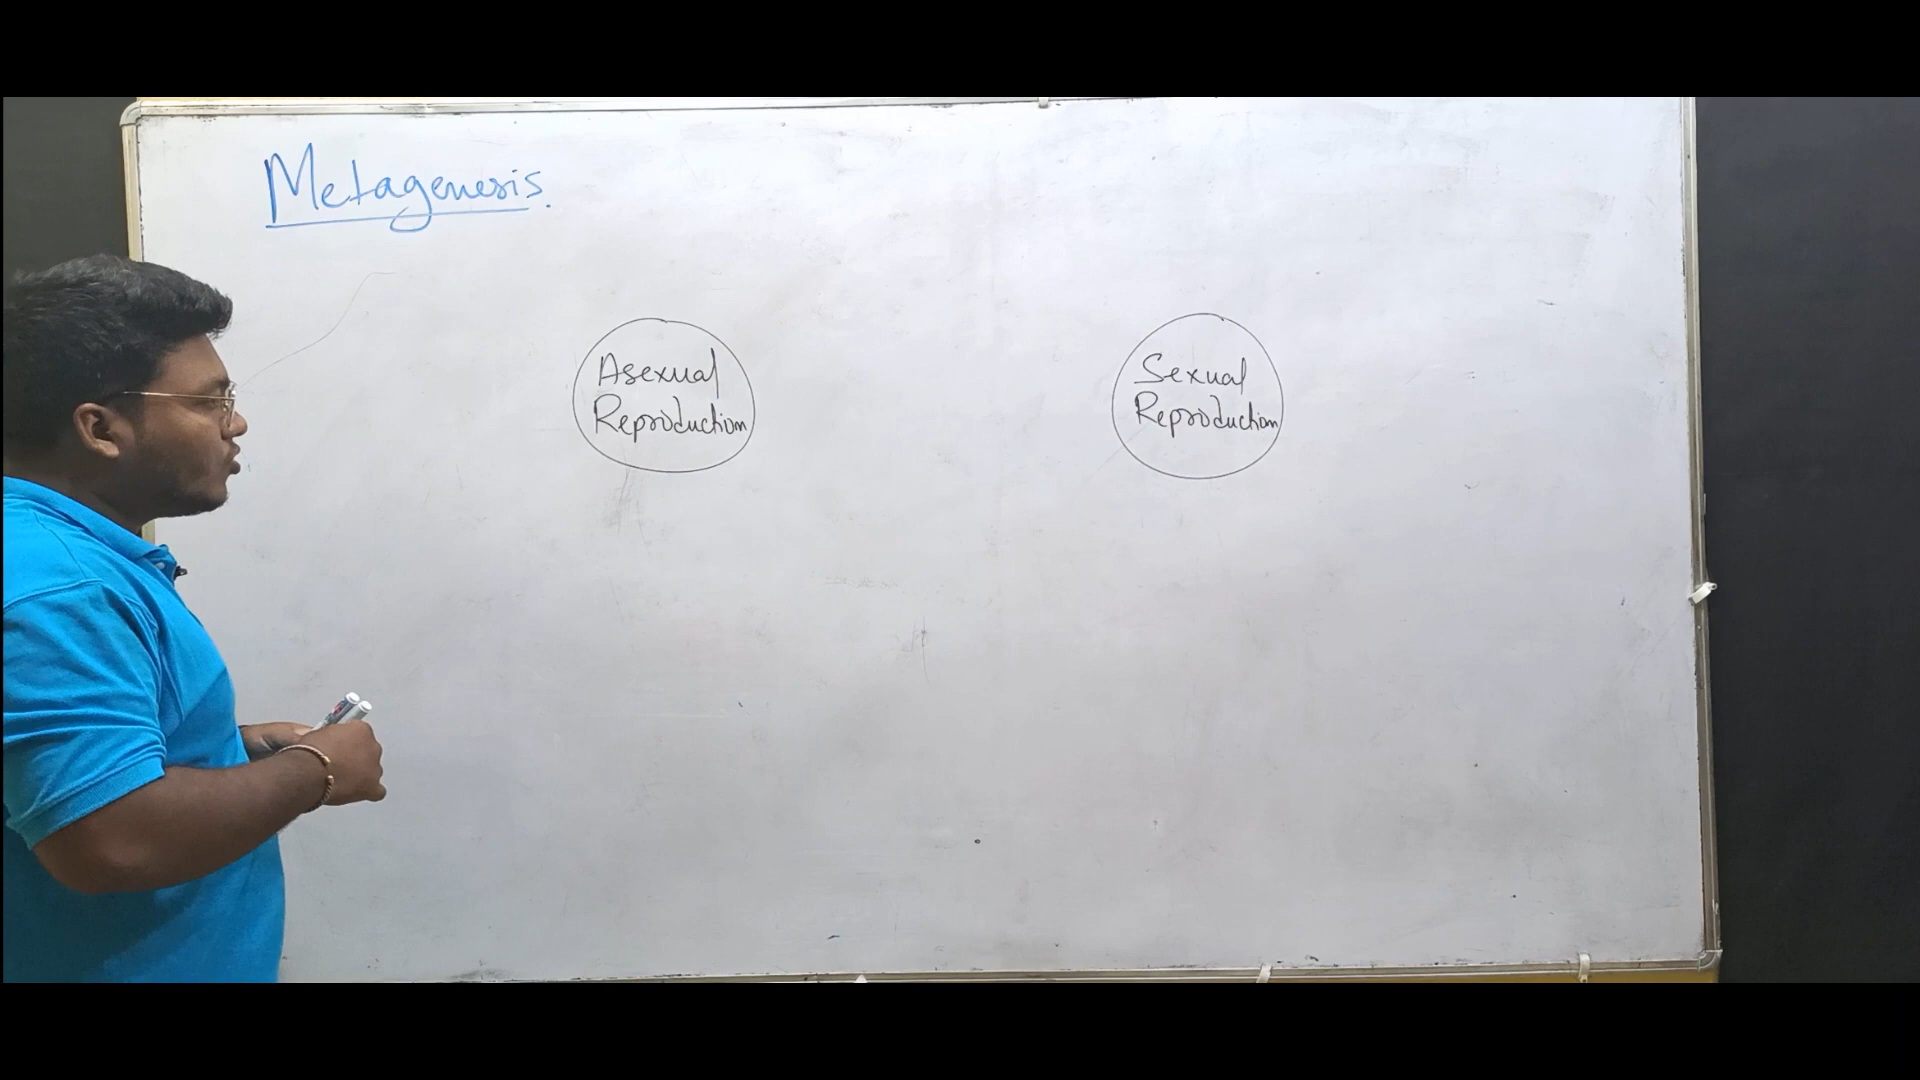 Metagenesis.
Asexual
Reproduction
Sexual
Reproduction